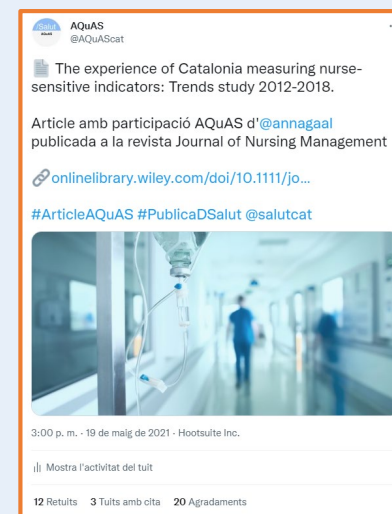 /Salut
AQuAS
AQuAS
@AQuAScat
The experience of Catalonia measuring nurse-
sensitive indicators: Trends study 2012-2018.
Article amb participació AQuAS d'@annagaal
publicada a la revista Journal of Nursing Management
onlinelibrary.wiley.com/doi/10.1111/jo...
#ArticleAQuAS #PublicaDSalut @salutcat
3:00 p. m. · 19 de maig de 2021 · Hootsuite Inc.
Mostra l'activitat del tuit
12 Retuits 3 Tuits amb cita 20 Agradaments